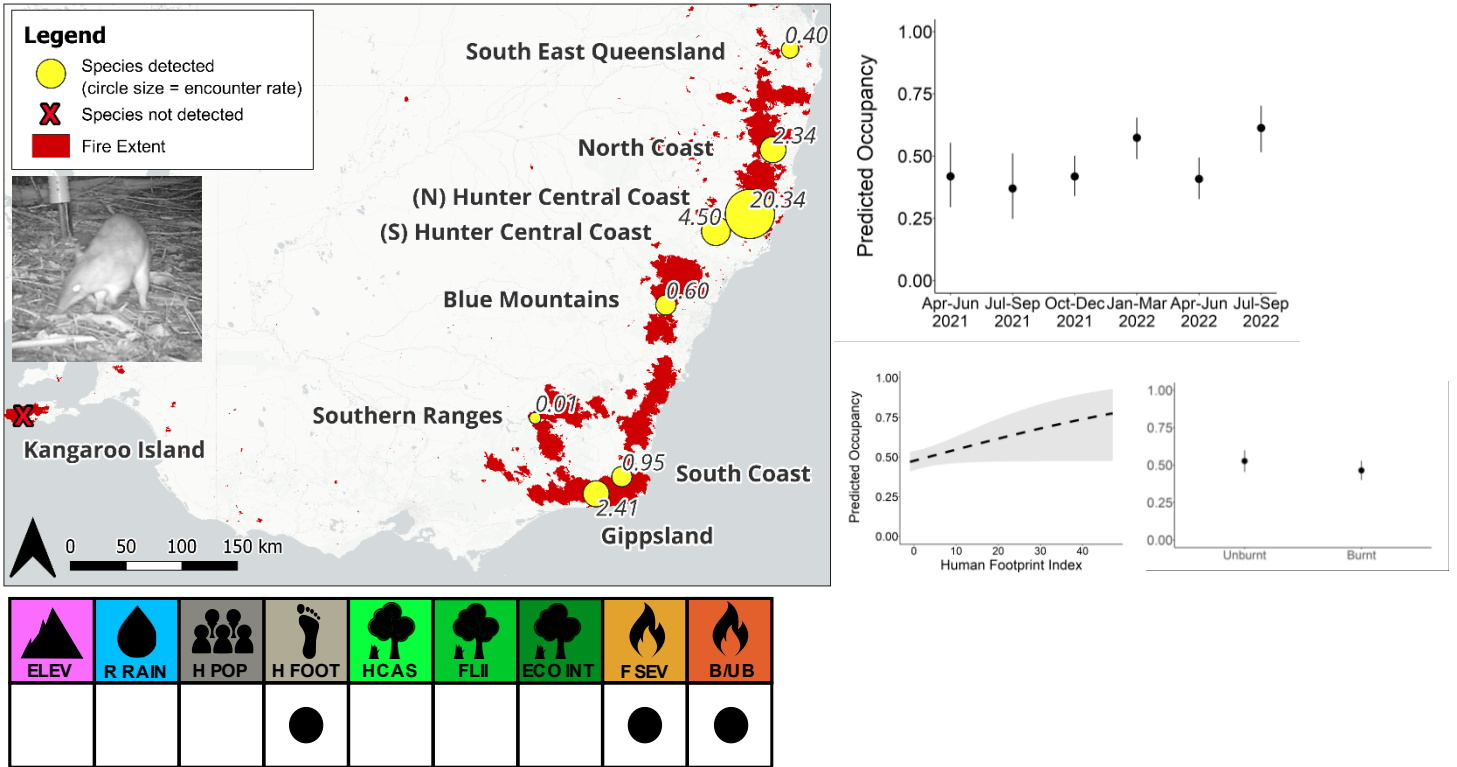 Legend
Species detected
(circle size = encounter rate)
X Species not detected
Fire Extent
South East Queensland
0.40
North Coast
2.34
(N) Hunter Central Coast
20.34
4.50
(S) Hunter Central Coast
Blue Mountains
0.60
Southern Ranges
0.01
X
Kangaroo Island
0.95
South Coast
2.41
Gippsland
0 50 100 150 km
ELEV R RAIN H POP H FOOT HCAS FLII ECO INT F SEV B/UB
Predicted Occupancy
1.00
0.75
0.50
0.25
0.00
Apr-Jun Jul-Sep Oct-Dec Jan-Mar Apr-Jun Jul-Sep
2021 2021 2021 2022 2022 2022
Predicted Occupancy
1.00
0.75
0.50
0.25
0.00
0 10 20 30 40
Human Footprint Index
1.00
0.75
0.50
0.25
0.00
Unburnt Burnt